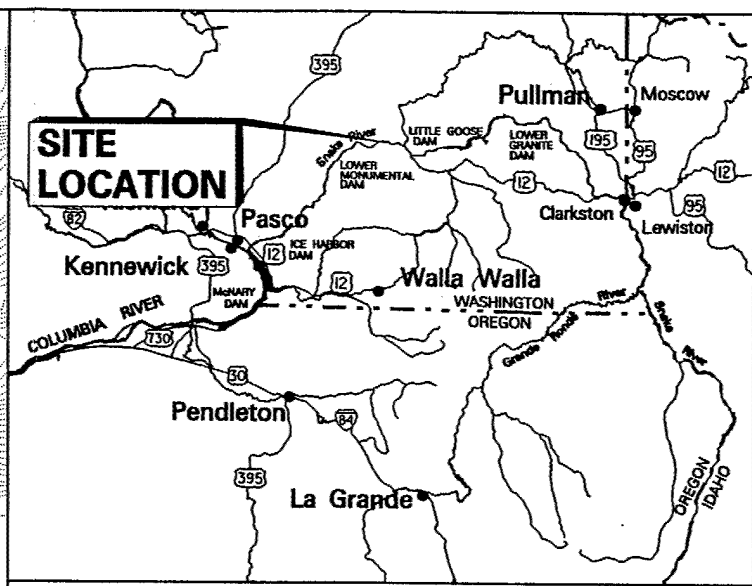 395
Pullman
Moscow
195
95
SITE
LOCATION
Snake River
LITTLE GOOSE
DAM
LOWER
GRANITE
DAM
LOWER
MONUMENTAL
DAM
12
12
82
Pasco
Clarkston
95
Lewiston
12
ICE HARBOR
DAM
Kennewick
395
McNARY
DAM
12
Walla Walla
WASHINGTON
OREGON
COLUMBIA RIVER
730
Grande Ronde River
Snake River
30
Pendleton
84
395
La Grande
OREGON
IDAHO